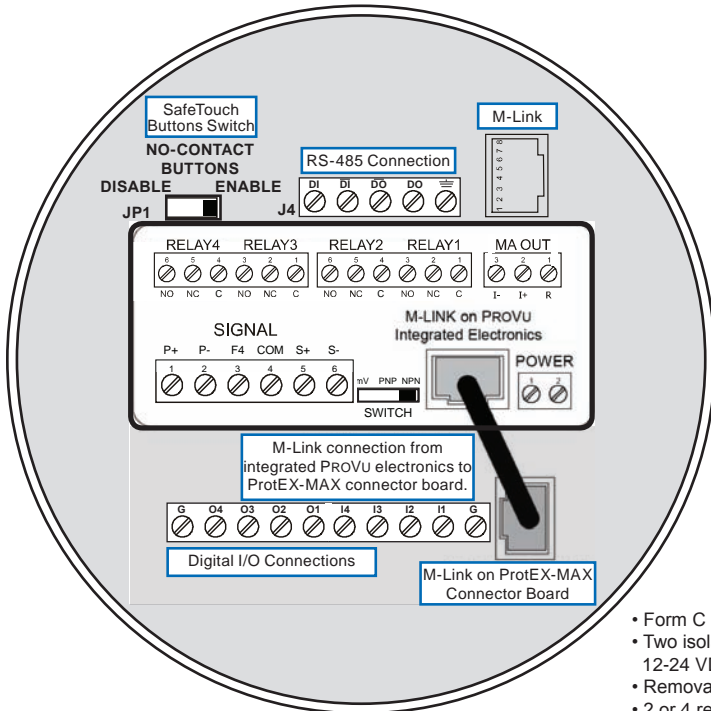 SafeTouch
Buttons Switch
M-Link
NO-CONTACT
BUTTONS
RS-485 Connection
DISABLE ENABLE
JP1
J4
DI D̅I̅ D̅O̅ DO
1 2 3 4 5 6 7 8
RELAY4 RELAY3 RELAY2 RELAY1 MA OUT
6 5 4 3 2 1 6 5 4 3 2 1 3 2 1
NO NC C NO NC C NO NC C NO NC C I- I+ R
M-LINK on PROVU
Integrated Electronics
SIGNAL
POWER
P+ P- F4 COM S+ S-
1 2 3 4 5 6
mV PNP NPN
1 2
SWITCH
M-Link connection from
integrated PROVU electronics to
ProtEX-MAX connector board.
G O4 O3 O2 O1 I4 I3 I2 I1 G
Digital I/O Connections
M-Link on ProtEX-MAX
Connector Board
• Form C
• Two isol
12-24 V
• Remova
• 2 or 4 re